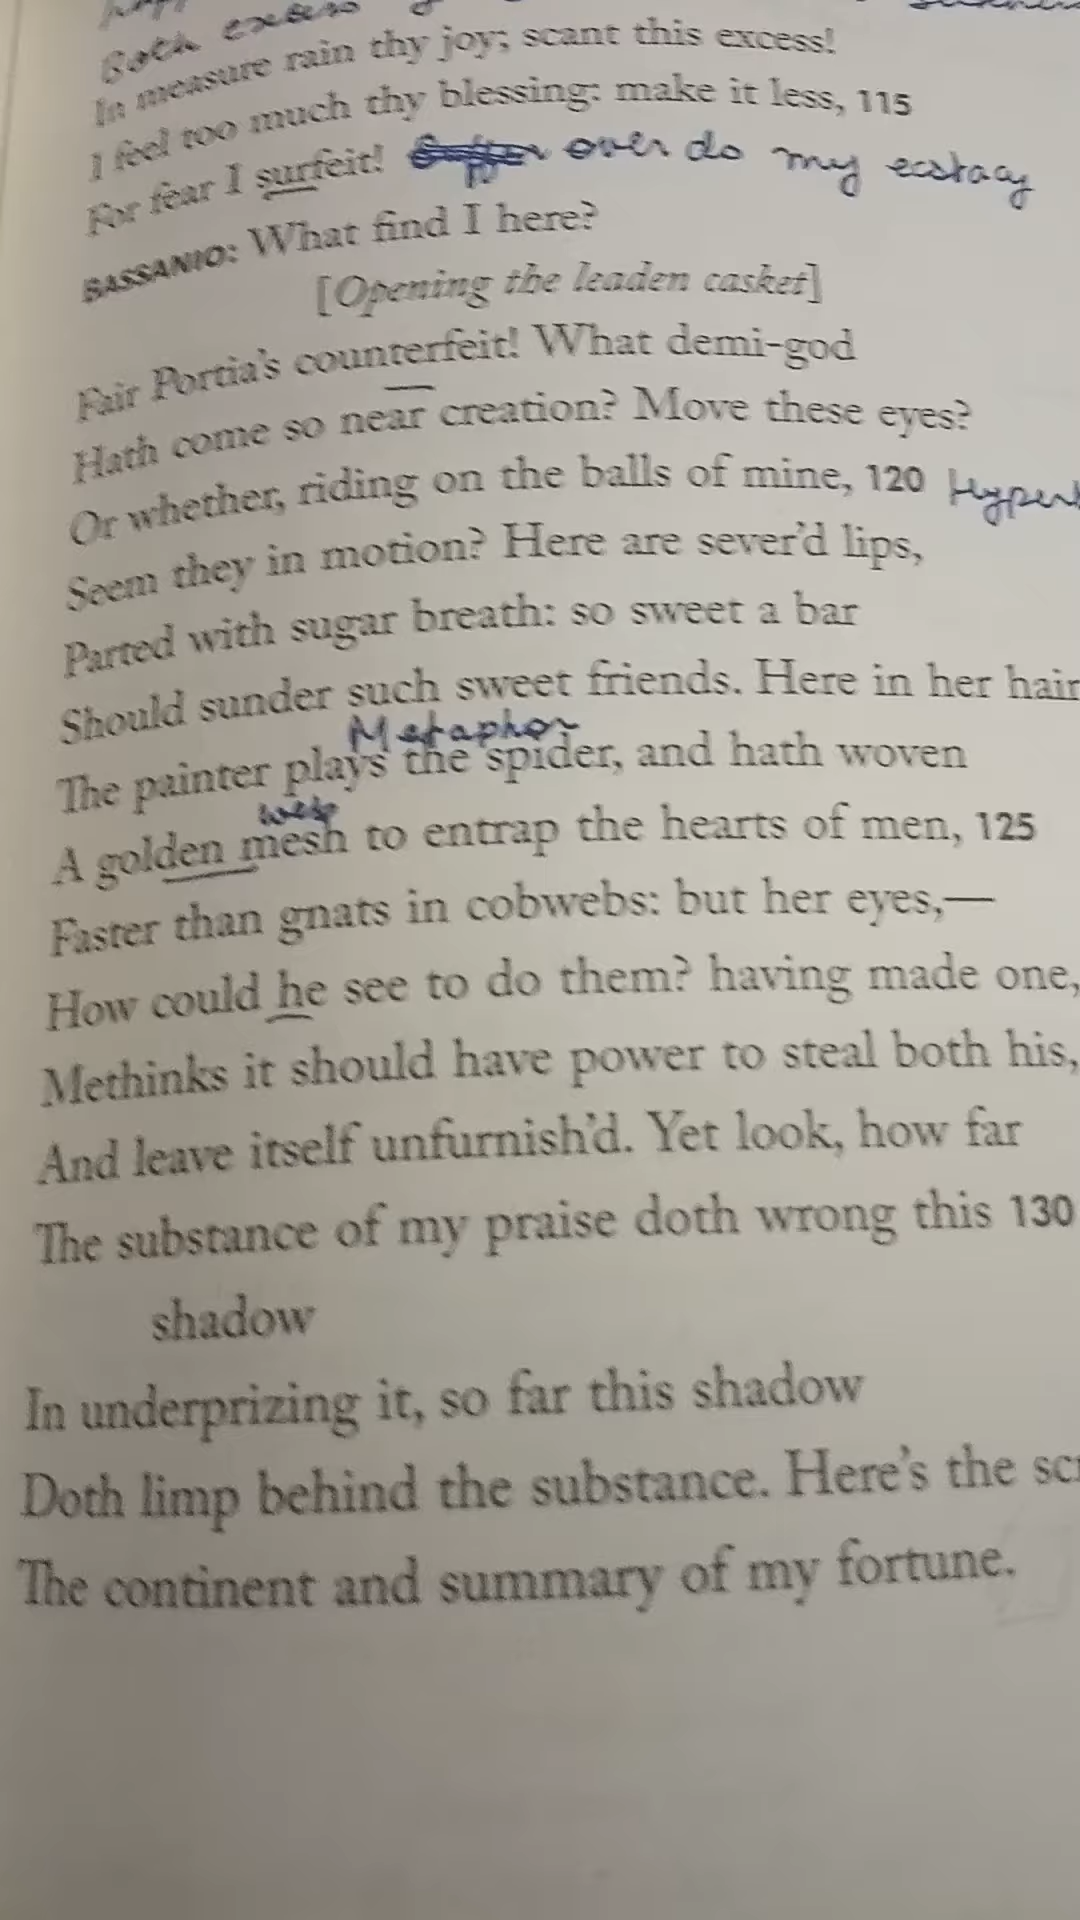 Both excess
In measure rain thy joy; scant this excess!
I feel too much thy blessing: make it less, 115
For fear I surfeit! over do my ecstacy
BASSANIO: What find I here?
[Opening the leaden casket]
Fair Portia's counterfeit! What demi-god
Hath come so near creation? Move these eyes?
Or whether, riding on the balls of mine, 120
Seem they in motion? Here are sever'd lips,
Parted with sugar breath: so sweet a bar
Should sunder such sweet friends. Here in her hair
Metaphor
The painter plays the spider, and hath woven
web
A golden mesh to entrap the hearts of men, 125
Faster than gnats in cobwebs: but her eyes,—
How could he see to do them? having made one,
Methinks it should have power to steal both his,
And leave itself unfurnish'd. Yet look, how far
The substance of my praise doth wrong this 130
shadow
In underprizing it, so far this shadow
Doth limp behind the substance. Here's the
The continent and summary of my fortune.